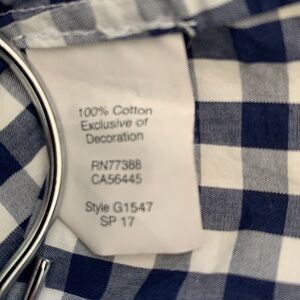 100% Cotton
Exclusive of
Decoration
RN77388
CA56445
Style G1547
SP 17